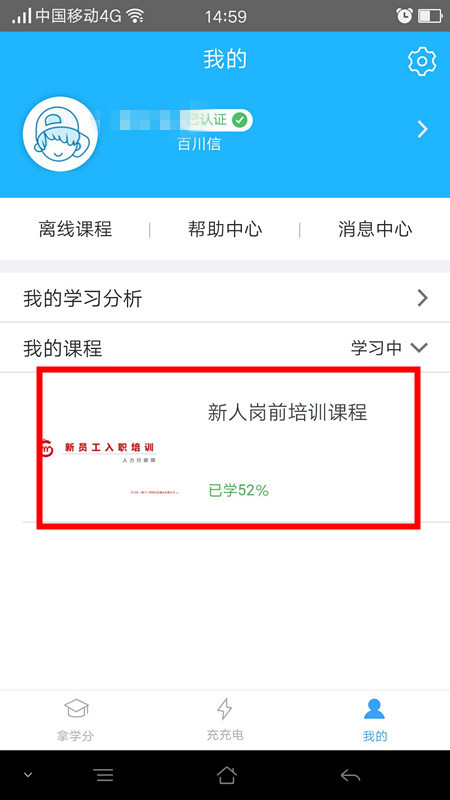 中国移动4G 14:59
我的
已认证
百川信
离线课程 帮助中心 消息中心
我的学习分析
我的课程 学习中
新人岗前培训课程
新员工入职培训
人力行政部
已学52%
拿学分 充充电 我的